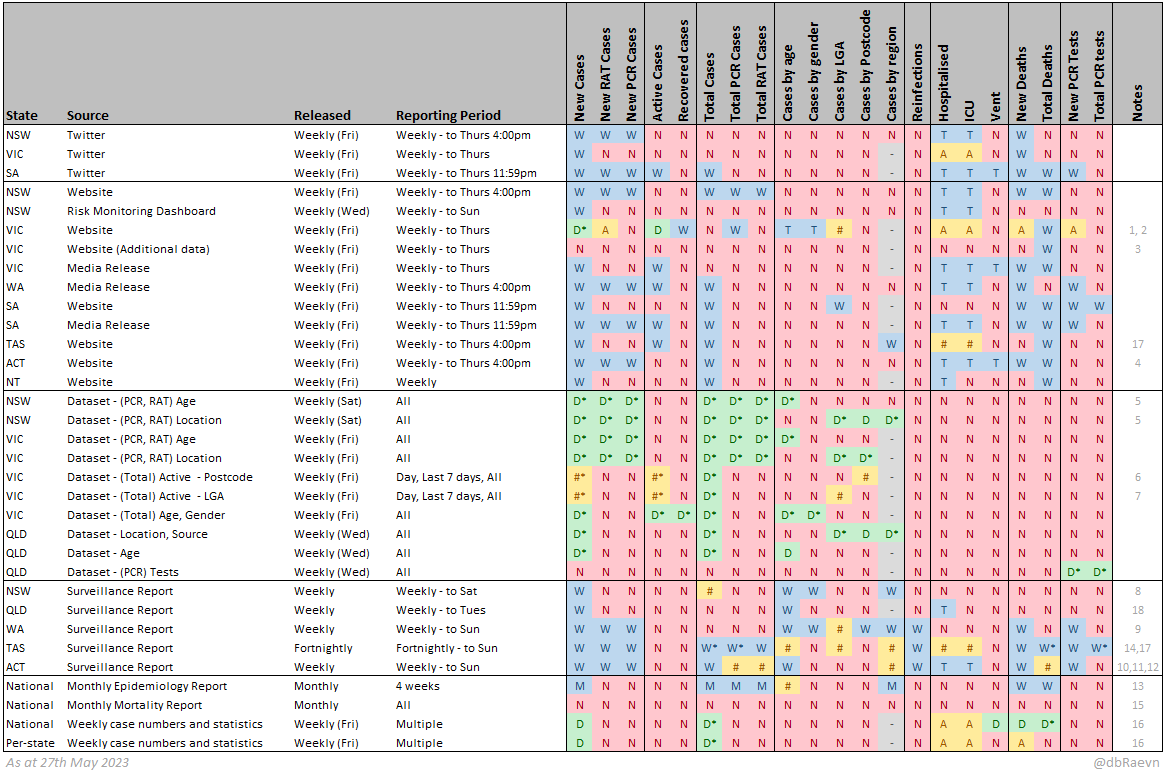 State Source Released Reporting Period New Cases New RAT Cases New PCR Cases Active Cases Recovered cases Total Cases Total PCR Cases Total RAT Cases Cases by age Cases by gender Cases by LGA Cases by Postcode Cases by region Reinfections Hospitalised ICU Vent New Deaths Total Deaths New PCR Tests Total PCR tests Notes
NSW Twitter Weekly (Fri) Weekly - to Thurs 4:00pm W W W N N N N N N N N N N N T T N W N N N
VIC Twitter Weekly (Fri) Weekly - to Thurs W N N N N N N N N N N N - N A A N W N N N
SA Twitter Weekly (Fri) Weekly - to Thurs 11:59pm W W W W N W N N N N N N - N T T T W W W N
NSW Website Weekly (Fri) Weekly - to Thurs 4:00pm W W W N N W W W N N N N N N T T N W W N N
NSW Risk Monitoring Dashboard Weekly (Wed) Weekly - to Sun W N N N N N N N N N N N N N T T N N N N N
VIC Website Weekly (Fri) Weekly - to Thurs D* A N D W N W N T T # N - N A A N A W A N 1, 2
VIC Website (Additional data) Weekly (Fri) Weekly - to Thurs N N N N N N N N N N N N - N N N N N W N N 3
VIC Media Release Weekly (Fri) Weekly - to Thurs W N N W N N N N N N N N - N T T T W W N N
WA Media Release Weekly (Fri) Weekly - to Thurs 4:00pm W W W W N W N N N N N N N N T T N W N W N
SA Website Weekly (Fri) Weekly - to Thurs 11:59pm W N N N N W N N N N W N - N N N N W W W W
SA Media Release Weekly (Fri) Weekly - to Thurs 11:59pm W W W W N W N N N N N N - N T T N W W W N
TAS Website Weekly (Fri) Weekly - to Thurs 4:00pm W N N W N W N N N N N N W N # # N N W N N 17
ACT Website Weekly (Fri) Weekly - to Thurs 4:00pm W W W N N W N N N N N N N N T T T W W N N 4
NT Website Weekly (Fri) Weekly W N N N N W N N N N N N - N T N N N W N N
NSW Dataset - (PCR, RAT) Age Weekly (Sat) All D* D* D* N N D* D* D* D* N N N N N N N N N N N N 5
NSW Dataset - (PCR, RAT) Location Weekly (Sat) All D* D* D* N N D* D* D* N N D* D D* N N N N N N N N 5
VIC Dataset - (PCR, RAT) Age Weekly (Fri) All D* D* D* N N D* D* D* D* N N N - N N N N N N N N
VIC Dataset - (PCR, RAT) Location Weekly (Fri) All D* D* D* N N D* D* D* N N D* D* - N N N N N N N N
VIC Dataset - (Total) Active - Postcode Weekly (Fri) Day, Last 7 days, All #* N N #* N D* N N N N N # - N N N N N N N N 6
VIC Dataset - (Total) Active - LGA Weekly (Fri) Day, Last 7 days, All #* N N #* N D* N N N N # N - N N N N N N N N 7
VIC Dataset - (Total) Age, Gender Weekly (Fri) All D* N N D* D* D* N N D* D* N N - N N N N N N N N
QLD Dataset - Location, Source Weekly (Wed) All D* N N N N D* N N N N D* D D* N N N N N N N N
QLD Dataset - Age Weekly (Wed) All D* N N N N D* N N D N N N - N N N N N N N N
QLD Dataset - (PCR) Tests Weekly (Wed) All N N N N N N N N N N N N - N N N N N N D* D*
NSW Surveillance Report Weekly Weekly - to Sat W N N N N # N N W W N N W N N N N N N N N 8
QLD Surveillance Report Weekly Weekly - to Tues W N N N N N N N W N N N - N T N N N N N N 18
WA Surveillance Report Weekly Weekly - to Sun W W W N N N N N W W # W W W N N N W N W N 9
TAS Surveillance Report Fortnightly Fortnightly - to Sun W W W N N W* W* W # N # N # W # # N W W* W W* 14,17
ACT Surveillance Report Weekly Weekly - to Sun W W W N N W # # W N N N # W T T N W # W N 10,11,12
National Monthly Epidemiology Report Monthly 4 weeks M N N N N M M M # N N N M N N N N W W N N 13
National Monthly Mortality Report Monthly All N N N N N N N N N N N N N N N N N N N N N 15
National Weekly case numbers and statistics Weekly (Fri) Multiple D N N N N D* N N N N N N - N A A D D D* N N 16
Per-state Weekly case numbers and statistics Weekly (Fri) Multiple D N N N N D* N N N N N N - N A A N A N N N 16
As at 27th May 2023 @dbRaevn